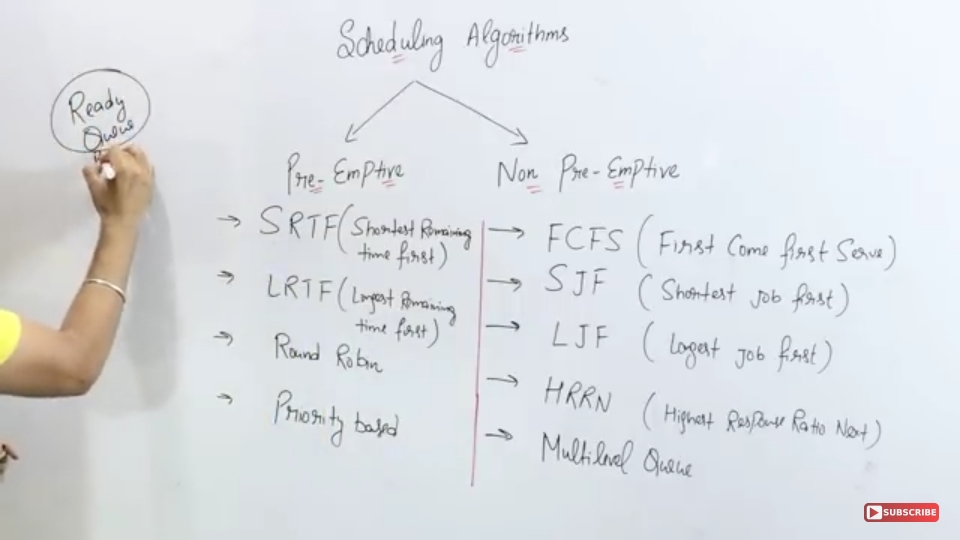 Scheduling Algorithms
Ready
Queue
Pre-Emptive
Non Pre-Emptive
→ SRTF (Shortest Remaining
time first)
→ LRTF (Longest Remaining
time first)
→ Round Robin
→ Priority based
→ FCFS (First Come first Serve)
→ SJF (Shortest Job first)
→ LJF (Longest Job first)
→ HRRN (Highest Response Ratio Next)
→ Multilevel Queue
SUBSCRIBE